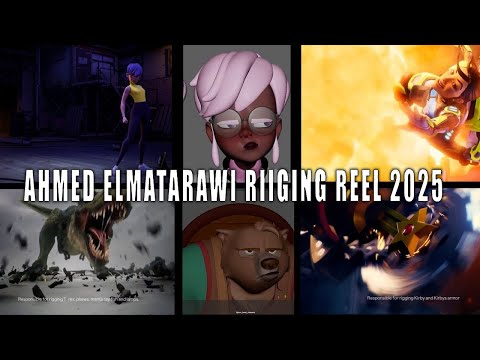 AHMED ELMATARAWI RIIGING REEL 2025
Responsible for rigging
Responsible for rigging Kirby and Kirbys armor